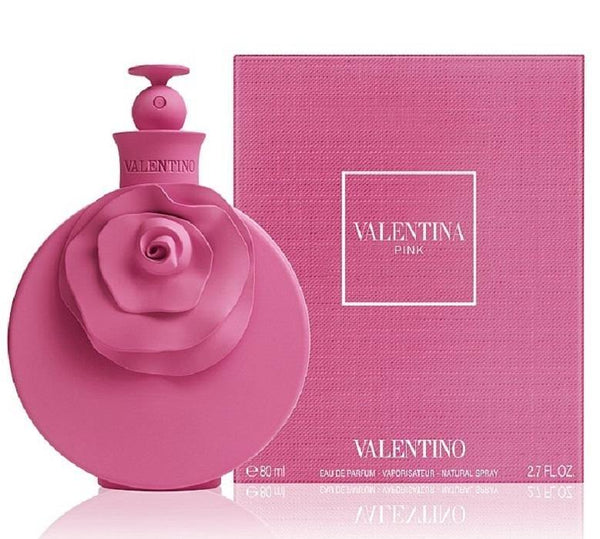 VALENTINO
VALENTINA
PINK
VALENTINO
℮80 ml EAU DE PARFUM - VAPORISATEUR - NATURAL SPRAY 2.7 FL.OZ.